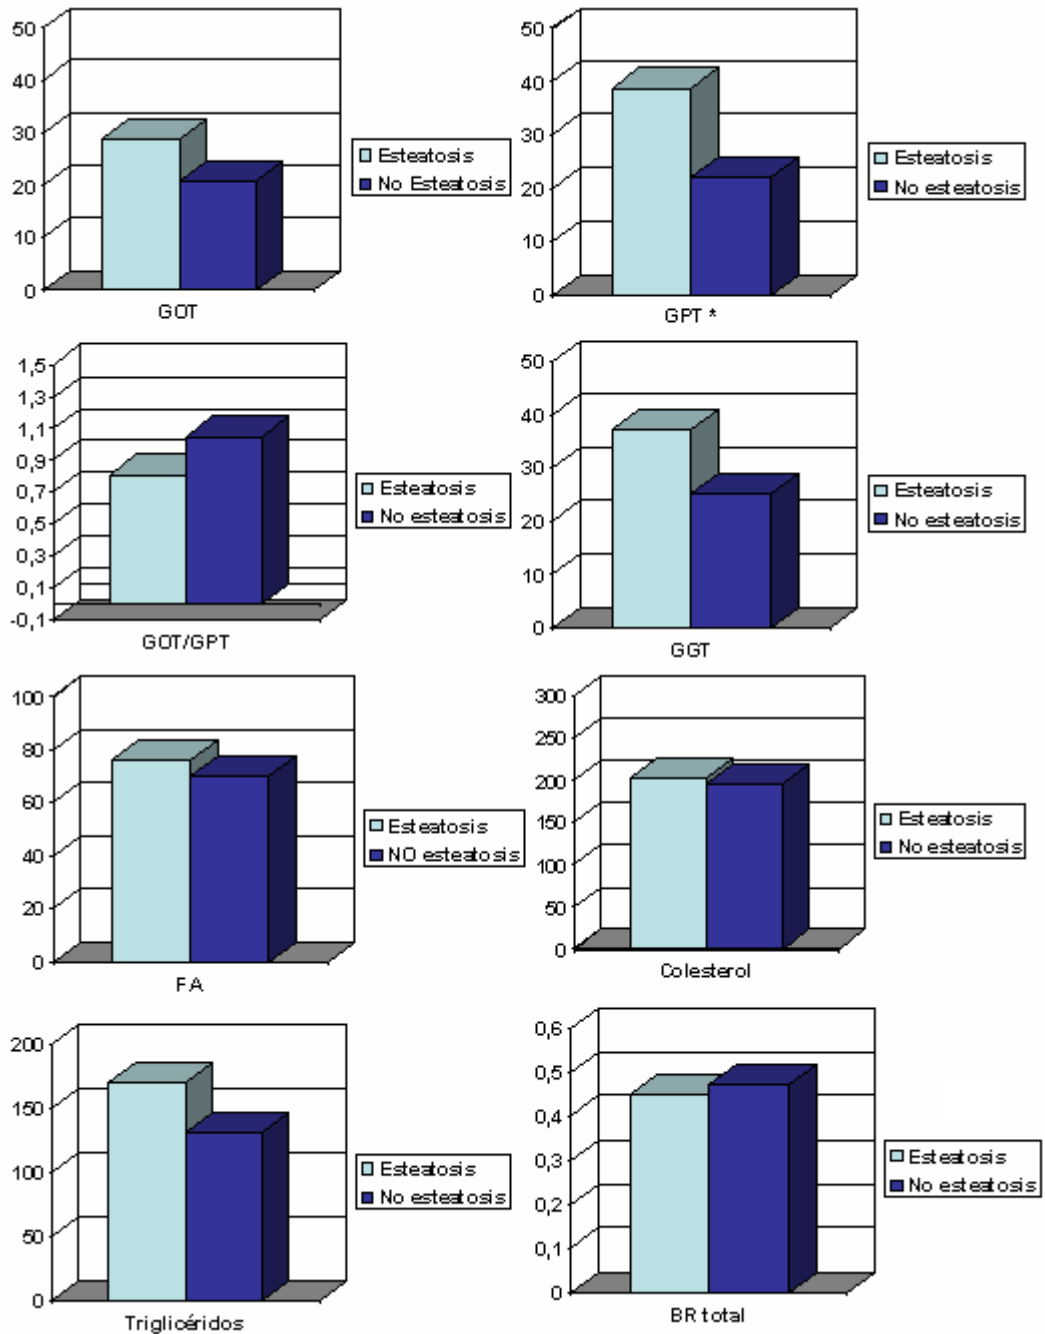 50
40
30
20
10
0
Esteatosis
No Esteatosis
GOT
50
40
30
20
10
0
Esteatosis
No esteatosis
GPT *
1,5
1,3
1,1
0,9
0,7
0,5
0,3
0,1
-0,1
Esteatosis
No esteatosis
GOT/GPT
50
40
30
20
10
0
Esteatosis
No esteatosis
GGT
100
80
60
40
20
0
Esteatosis
NO esteatosis
FA
300
250
200
150
100
50
0
Esteatosis
No esteatosis
Colesterol
200
150
100
50
0
Esteatosis
No esteatosis
Triglicéridos
0,6
0,5
0,4
0,3
0,2
0,1
0
Esteatosis
No esteatosis
BR total